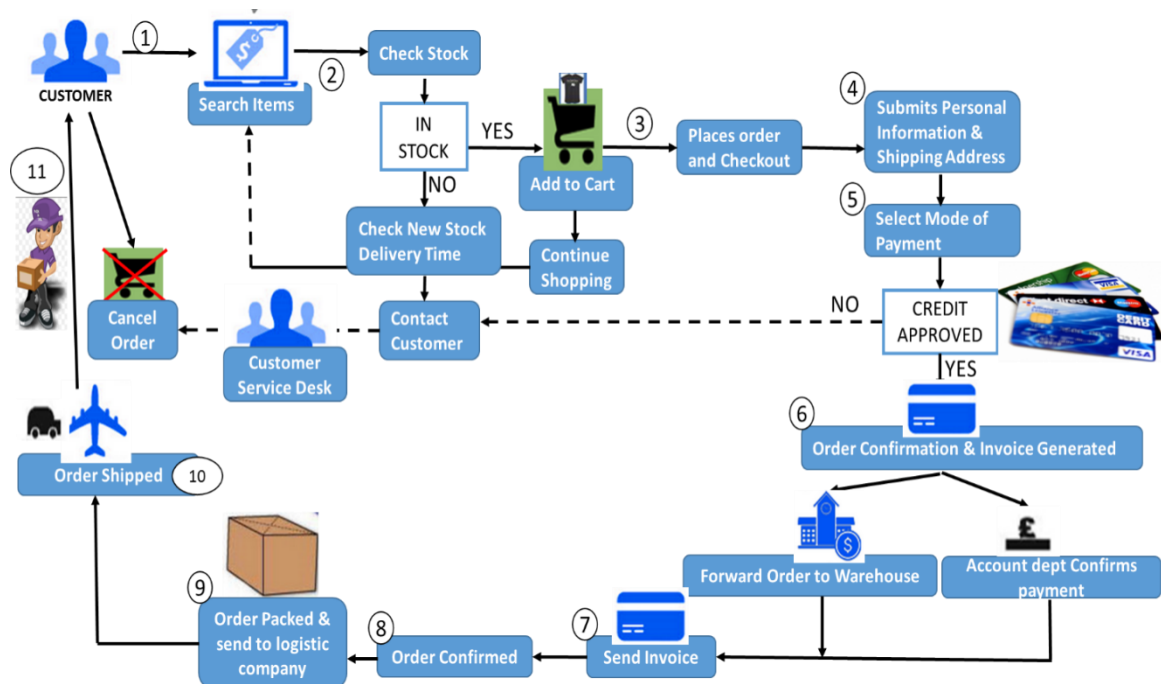 1
2
Check Stock
CUSTOMER
Search Items
IN
STOCK
YES
NO
3
Add to Cart
Places order
and Checkout
4
Submits Personal
Information &
Shipping Address
5
Select Mode of
Payment
11
Check New Stock
Delivery Time
Continue
Shopping
Cancel
Order
Customer
Service Desk
Contact
Customer
NO
CREDIT
APPROVED
YES
VISA
VISA
6
Order Confirmation & Invoice Generated
Order Shipped
10
$
£
Forward Order to Warehouse
Account dept Confirms
payment
9
Order Packed &
send to logistic
company
8
Order Confirmed
7
Send Invoice